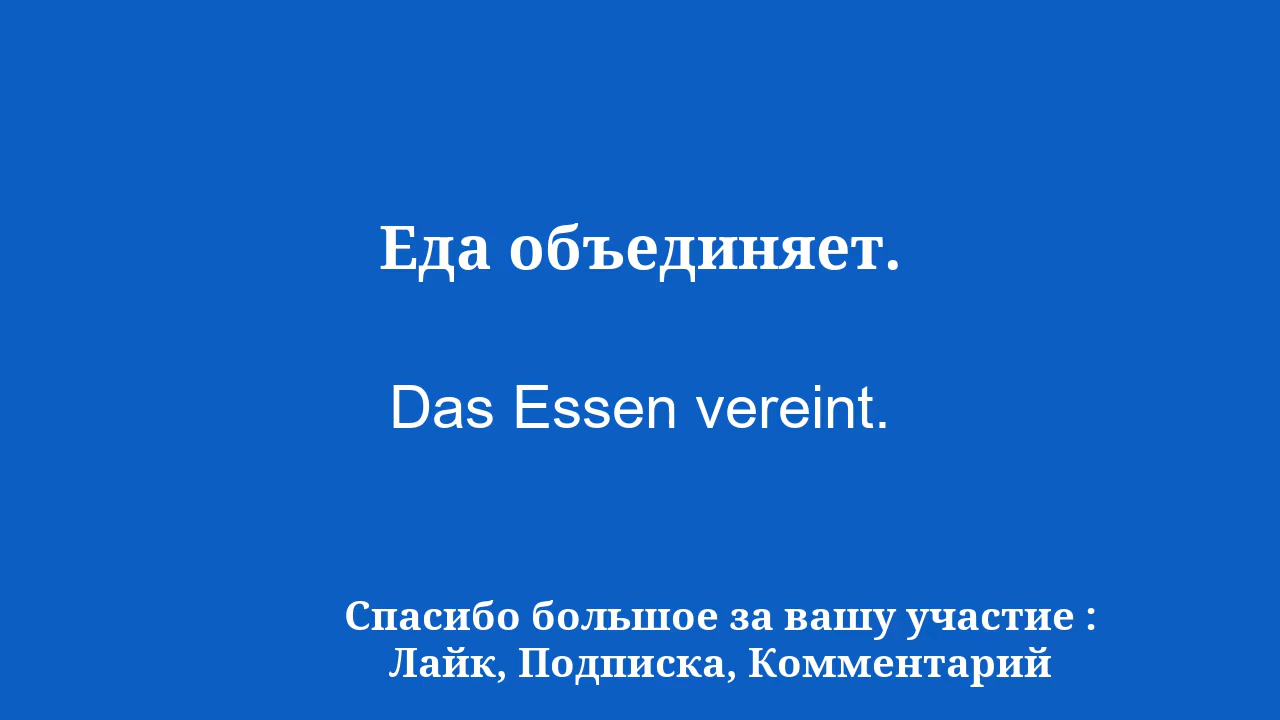 Еда объединяет.
Das Essen vereint.
Спасибо большое за вашу участие :
Лайк, Подписка, Комментарий